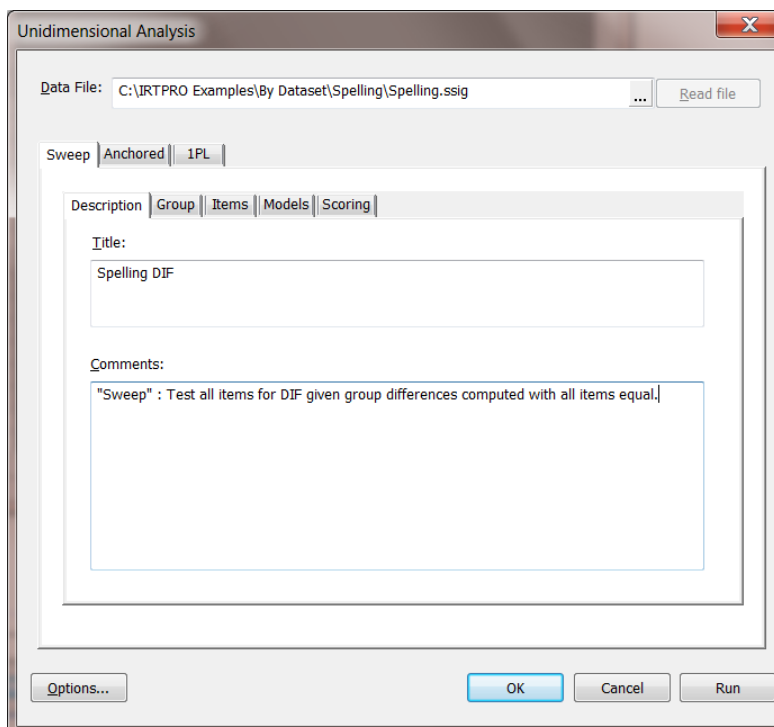 Unidimensional Analysis
Data File: C:\IRTPRO Examples\By Dataset\Spelling\Spelling.ssig ... Read file
Sweep Anchored 1PL
Description Group Items Models Scoring
Title:
Spelling DIF
Comments:
"Sweep" : Test all items for DIF given group differences computed with all items equal.
Options... OK Cancel Run